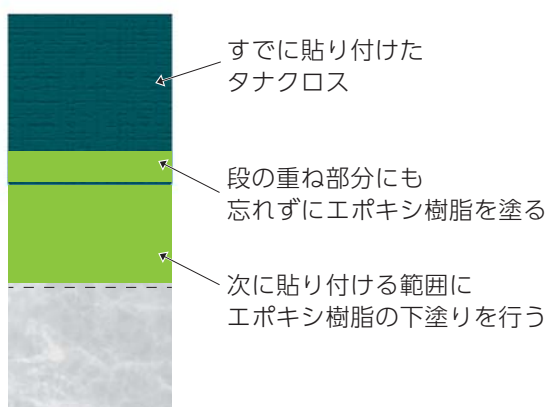 すでに貼り付けた
タナクロス
段の重ね部分にも
忘れずにエポキシ樹脂を塗る
次に貼り付ける範囲に
エポキシ樹脂の下塗りを行う